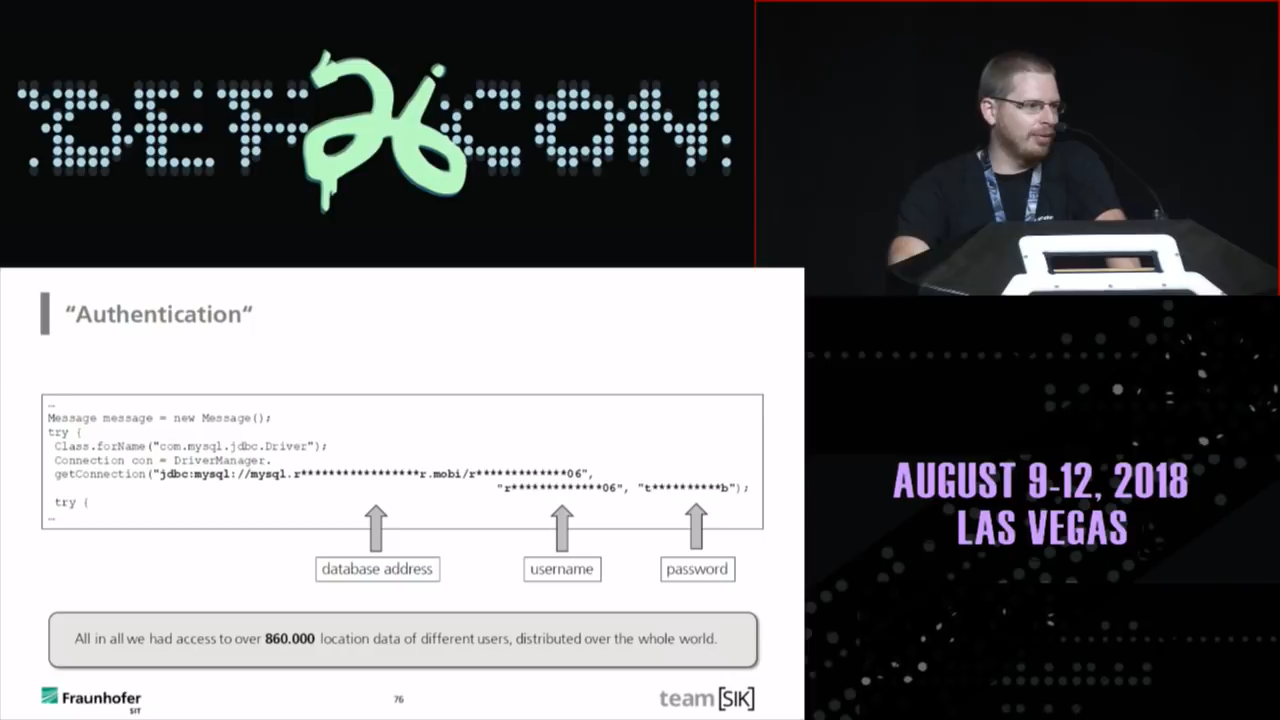 DEF 26 CON
“Authentication“
…
Message message = new Message();
try {
Class.forName("com.mysql.jdbc.Driver");
Connection con = DriverManager.
getConnection("jdbc:mysql://mysql.r*****************r.mobi/r*************06",
"r*************06", "t**********b");
try {
…
database address
username
password
All in all we had access to over 860.000 location data of different users, distributed over the whole world.
Fraunhofer
SIT
76
team[SIK]
AUGUST 9-12, 2018
LAS VEGAS